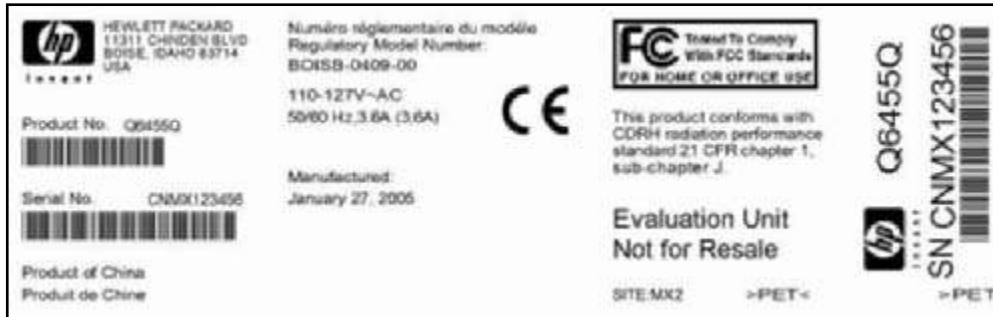 hp
invent
HEWLETT PACKARD
11311 CHINDEN BLVD
BOISE, IDAHO 83714
USA
Product No. Q6455Q
Serial No. CNMX123456
Product of China
Produit de Chine
Numéro réglementaire du modéle
Regulatory Model Number:
BOISB-0409-00
110-127V~AC
50/60 Hz,3.6A (3,6A)
Manufactured:
January 27, 2005
CE
FC Tested To Comply
With FCC Standards
FOR HOME OR OFFICE USE
This product conforms with
CDRH radiation performance
standard 21 CFR chapter 1,
sub-chapter J.
Evaluation Unit
Not for Resale
SITE:MX2 >PET<
Q6455Q
SN CNMX123456
hp
invent
>PET